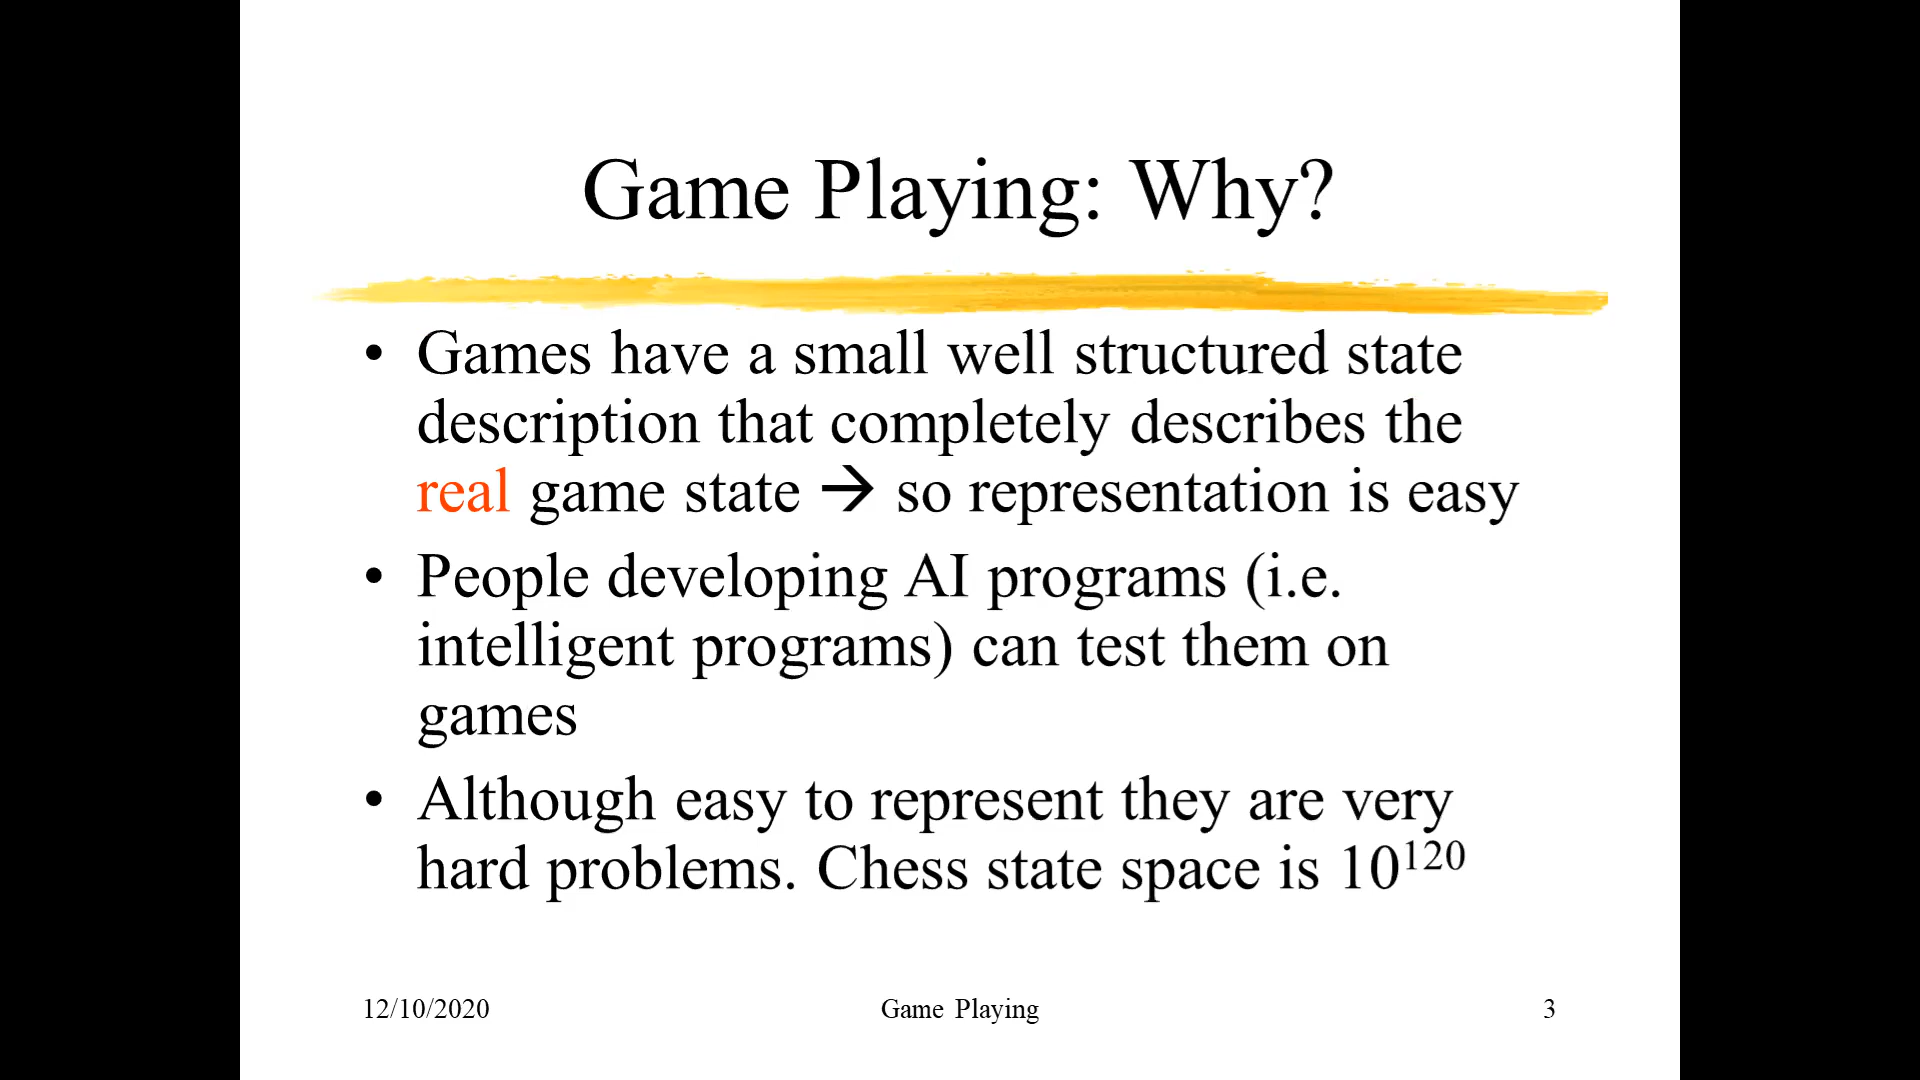 Game Playing: Why?
• Games have a small well structured state
description that completely describes the
real game state → so representation is easy
• People developing AI programs (i.e.
intelligent programs) can test them on
games
• Although easy to represent they are very
hard problems. Chess state space is 10¹²⁰
12/10/2020
Game Playing
3